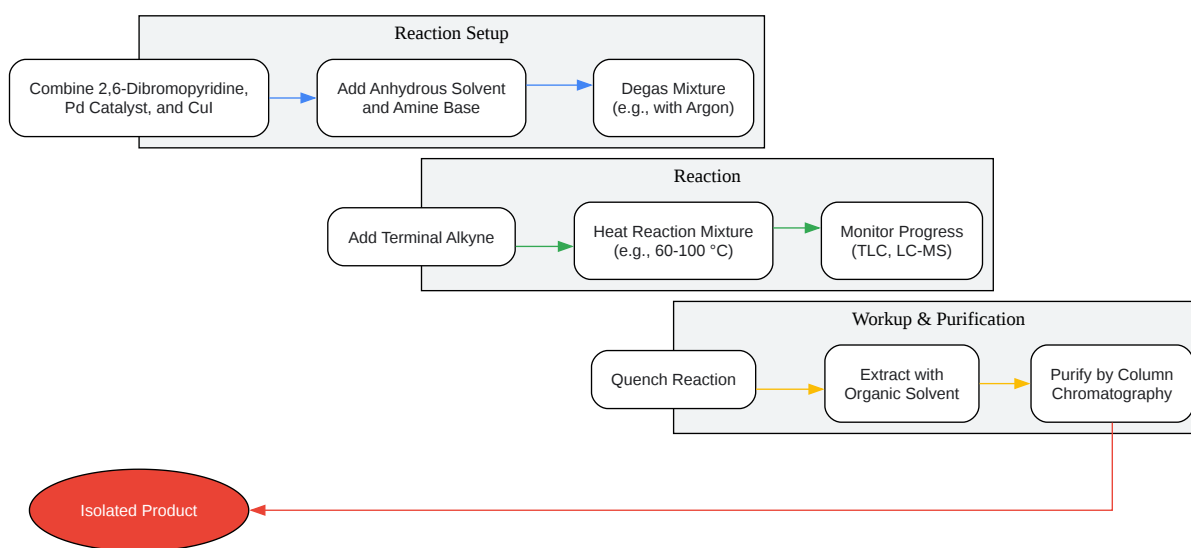 Reaction Setup
Combine 2,6-Dibromopyridine,
Pd Catalyst, and CuI
Add Anhydrous Solvent
and Amine Base
Degas Mixture
(e.g., with Argon)
Reaction
Add Terminal Alkyne
Heat Reaction Mixture
(e.g., 60-100 °C)
Monitor Progress
(TLC, LC-MS)
Workup & Purification
Quench Reaction
Extract with
Organic Solvent
Purify by Column
Chromatography
Isolated Product